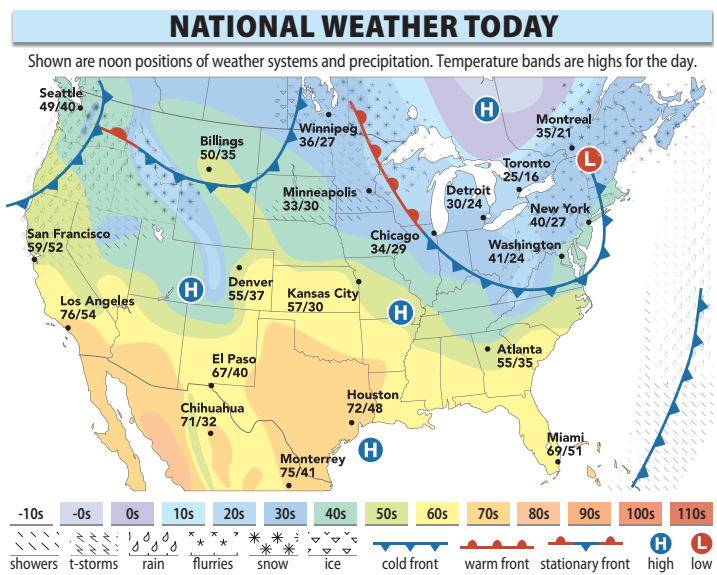 NATIONAL WEATHER TODAY
Shown are noon positions of weather systems and precipitation. Temperature bands are highs for the day.
Seattle
49/40
H
Montreal
35/21
Winnipeg
36/27
Billings
50/35
L
Toronto
25/16
Minneapolis
33/30
Detroit
30/24
New York
40/27
San Francisco
59/52
Chicago
34/29
Washington
41/24
H
Denver
55/37
Kansas City
57/30
Los Angeles
76/54
H
Atlanta
55/35
El Paso
67/40
Houston
72/48
Chihuahua
71/32
H
Miami
69/51
Monterrey
75/41
-10s -0s 0s 10s 20s 30s 40s 50s 60s 70s 80s 90s 100s 110s
H L
showers t-storms rain flurries snow ice cold front warm front stationary front high low